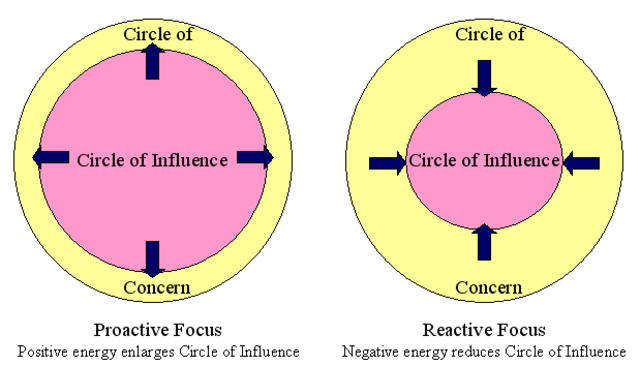 Circle of
Circle of Influence
Concern
Proactive Focus
Positive energy enlarges Circle of Influence
Circle of
Circle of Influence
Concern
Reactive Focus
Negative energy reduces Circle of Influence